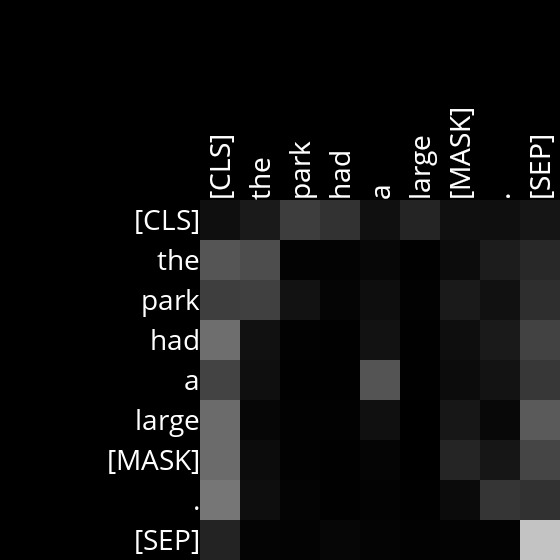 [CLS] the park had a large [MASK] . [SEP]
[CLS]
the
park
had
a
large
[MASK]
.
[SEP]